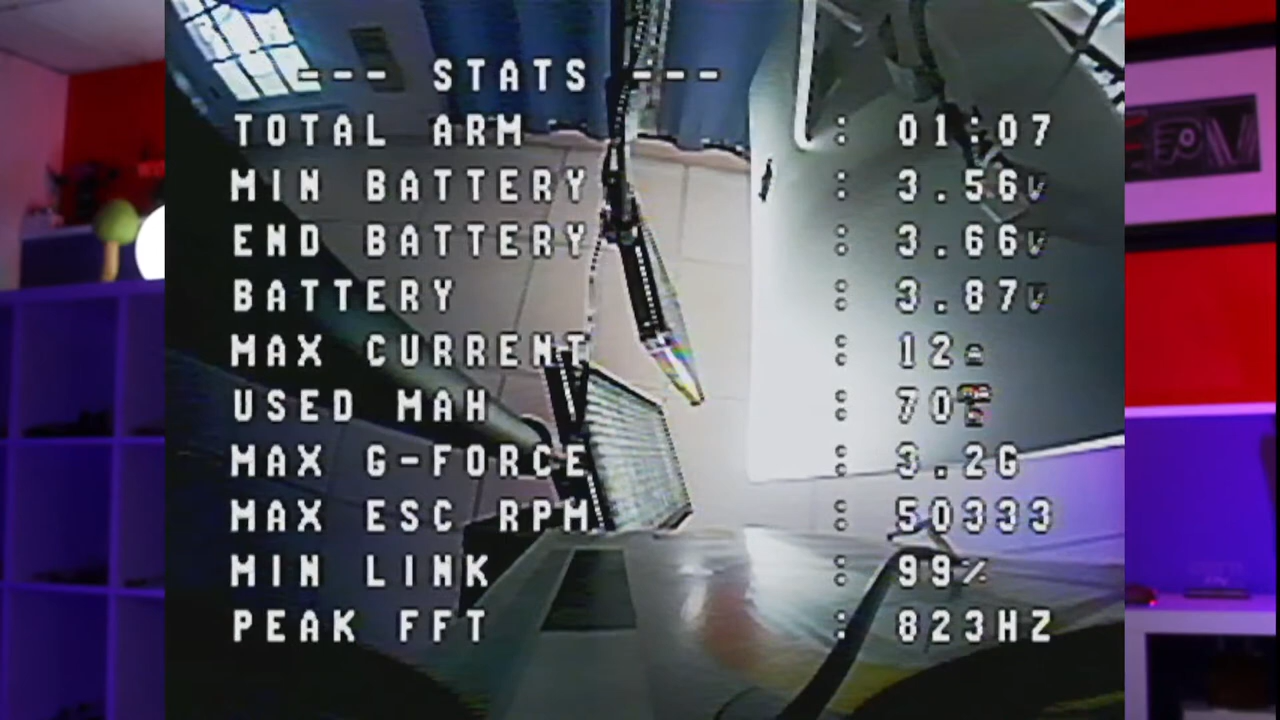 --- STATS ---
TOTAL ARM : 01:07
MIN BATTERY : 3.56V
END BATTERY : 3.66V
BATTERY : 3.87V
MAX CURRENT : 12A
USED MAH : 70
MAX G-FORCE : 3.2G
MAX ESC RPM : 50333
MIN LINK : 99%
PEAK FFT : 823HZ